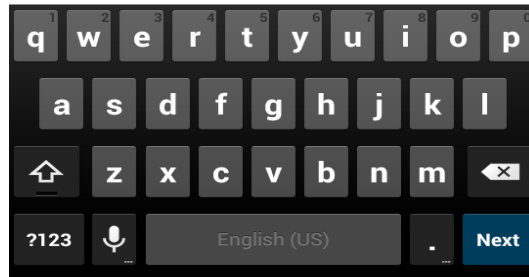 1 2 3 4 5 6 7 8 9 0
q w e r t y u i o p
a s d f g h j k l
z x c v b n m
?123 ... English (US) . ... Next